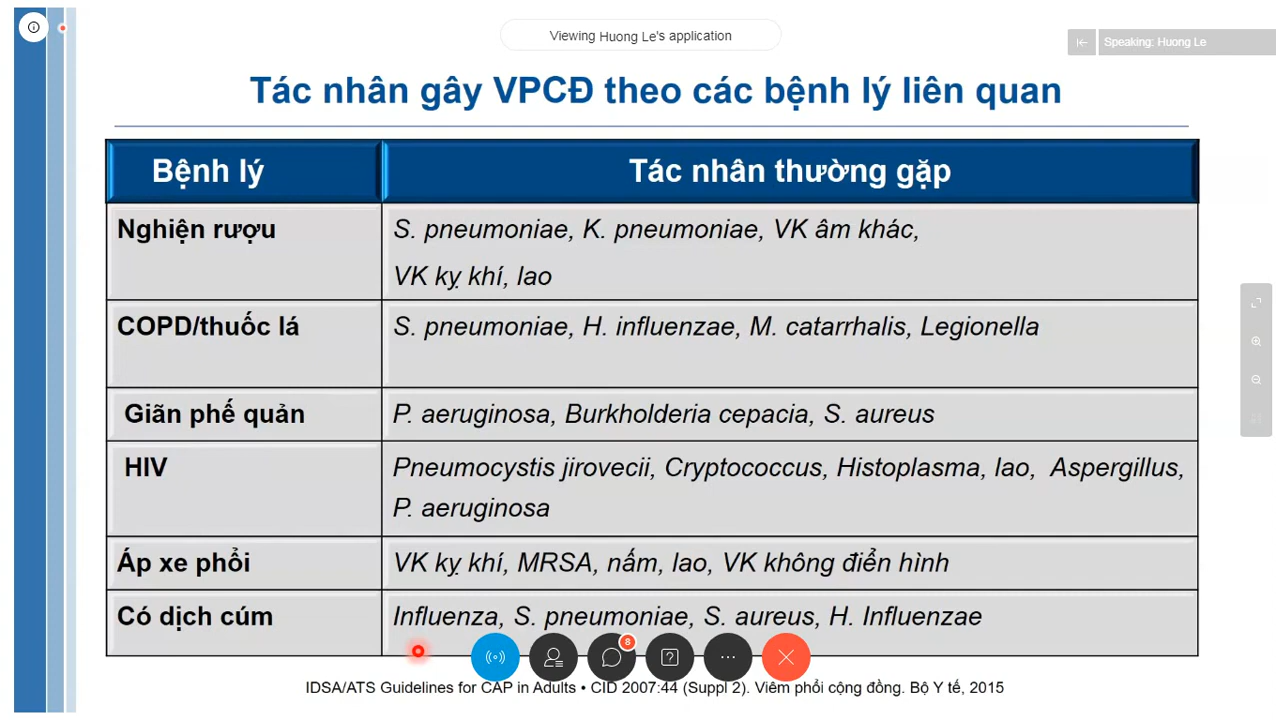 Viewing Huong Le's application
Speaking: Huong Le
Tác nhân gây VPCĐ theo các bệnh lý liên quan
Bệnh lý
Tác nhân thường gặp
Nghiện rượu
S. pneumoniae, K. pneumoniae, VK âm khác,
VK kỵ khí, lao
COPD/thuốc lá
S. pneumoniae, H. influenzae, M. catarrhalis, Legionella
Giãn phế quản
P. aeruginosa, Burkholderia cepacia, S. aureus
HIV
Pneumocystis jirovecii, Cryptococcus, Histoplasma, lao, Aspergillus,
P. aeruginosa
Áp xe phổi
VK kỵ khí, MRSA, nấm, lao, VK không điển hình
Có dịch cúm
Influenza, S. pneumoniae, S. aureus, H. Influenzae
8
IDSA/ATS Guidelines for CAP in Adults • CID 2007:44 (Suppl 2). Viêm phổi cộng đồng. Bộ Y tế, 2015